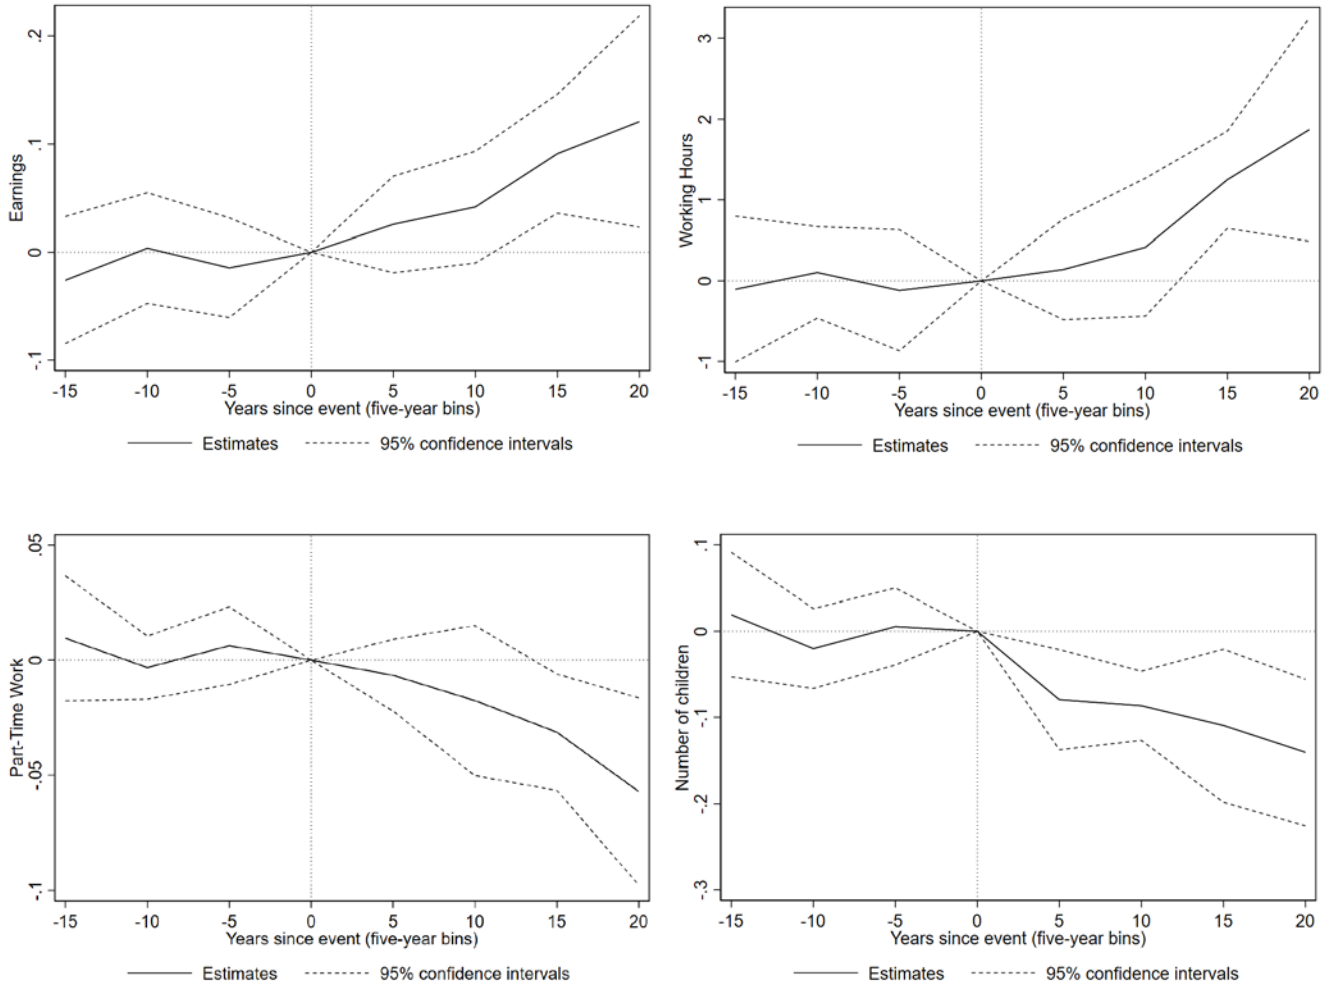 Earnings
.2
.1
0
-.1
-15 -10 -5 0 5 10 15 20
Years since event (five-year bins)
Estimates 95% confidence intervals
Working Hours
3
2
1
0
-1
-15 -10 -5 0 5 10 15 20
Years since event (five-year bins)
Estimates 95% confidence intervals
Part-Time Work
.05
0
-.05
-.1
-15 -10 -5 0 5 10 15 20
Years since event (five-year bins)
Estimates 95% confidence intervals
Number of children
.1
0
-.1
-.2
-.3
-15 -10 -5 0 5 10 15 20
Years since event (five-year bins)
Estimates 95% confidence intervals